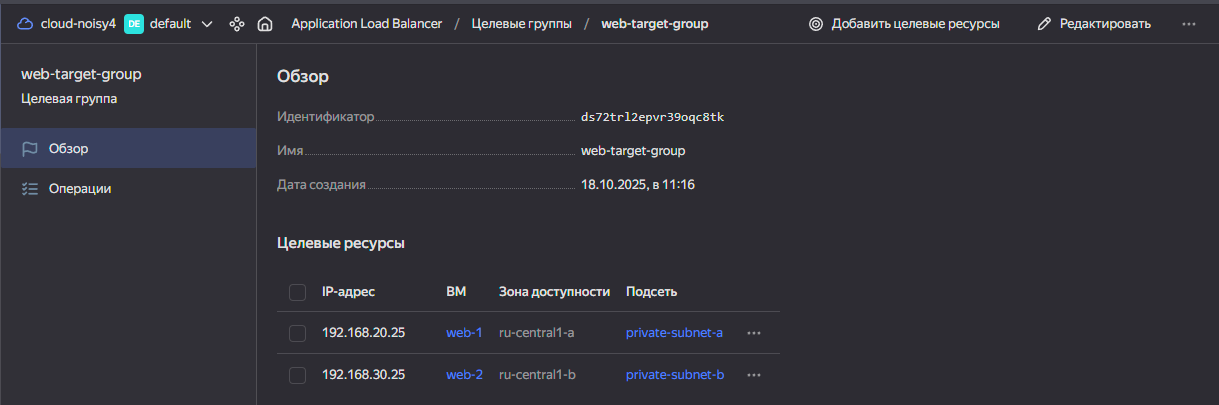 cloud-noisy4 DE default Application Load Balancer / Целевые группы / web-target-group Добавить целевые ресурсы Редактировать
web-target-group
Целевая группа
Обзор
Операции
Обзор
Идентификатор ds72trl2epvr39oqc8tk
Имя web-target-group
Дата создания 18.10.2025, в 11:16
Целевые ресурсы
IP-адрес ВМ Зона доступности Подсеть
192.168.20.25 web-1 ru-central1-a private-subnet-a
192.168.30.25 web-2 ru-central1-b private-subnet-b